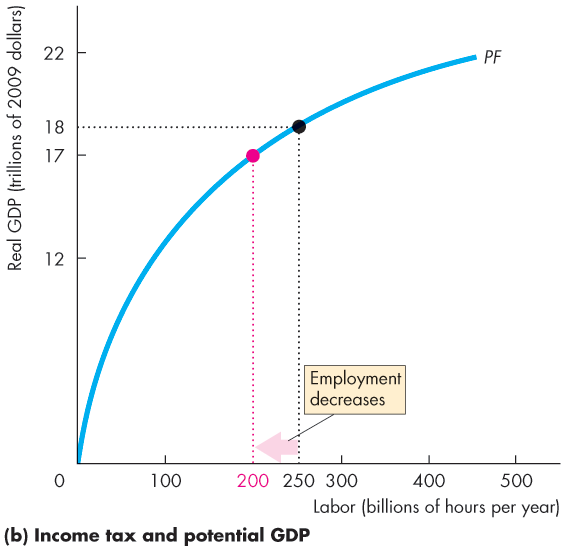 Real GDP (trillions of 2009 dollars)
22
18
17
12
PF
Employment
decreases
0
100
200
250
300
400
500
Labor (billions of hours per year)
(b) Income tax and potential GDP